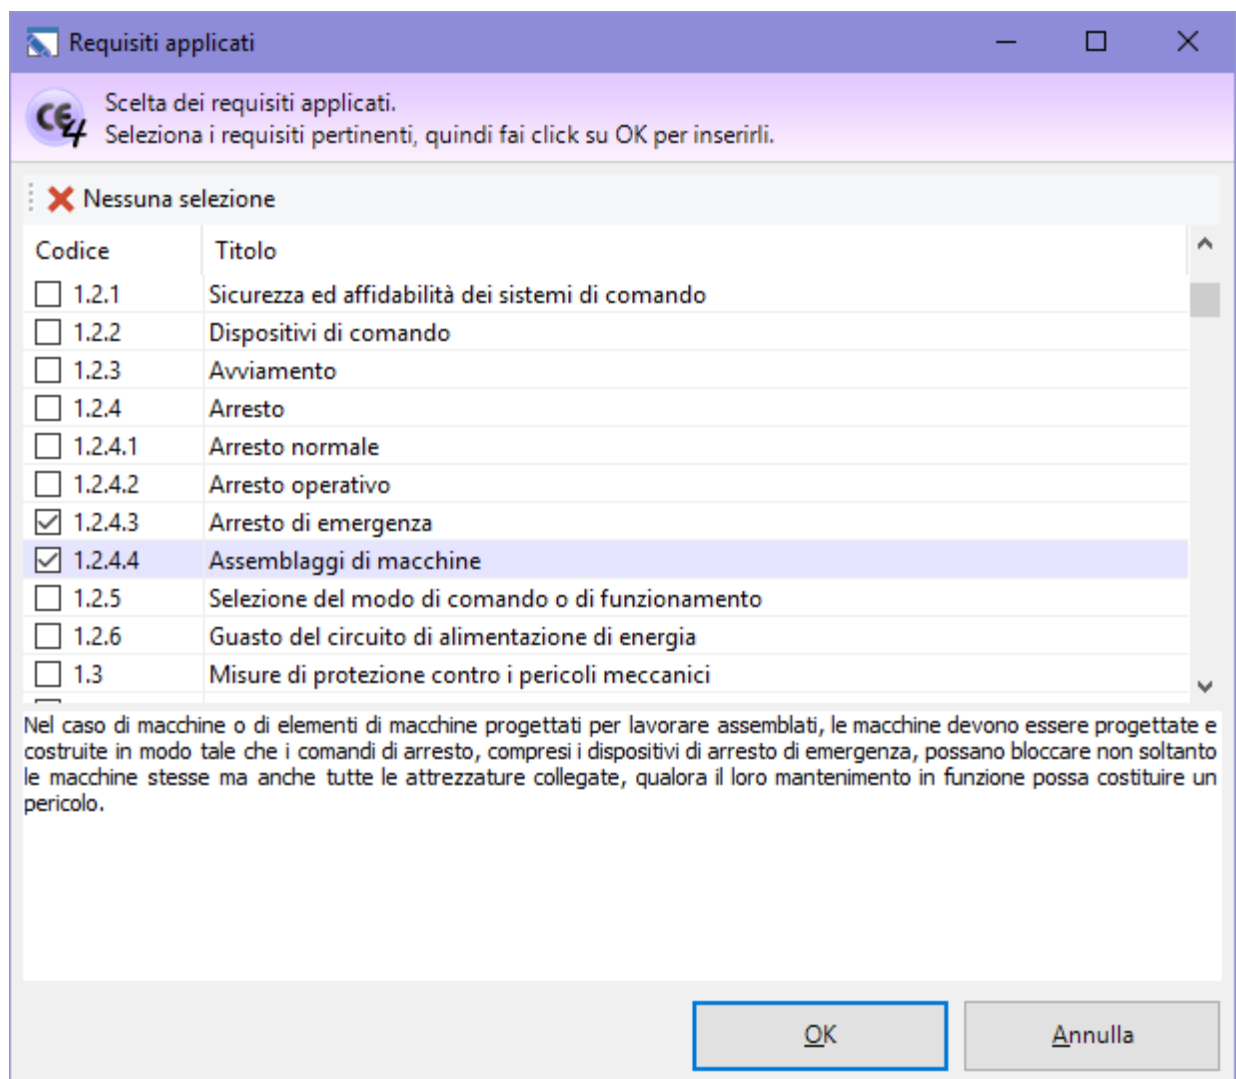 Requisiti applicati
CE4
Scelta dei requisiti applicati.
Seleziona i requisiti pertinenti, quindi fai click su OK per inserirli.
Nessuna selezione
Codice Titolo
1.2.1 Sicurezza ed affidabilità dei sistemi di comando
1.2.2 Dispositivi di comando
1.2.3 Avviamento
1.2.4 Arresto
1.2.4.1 Arresto normale
1.2.4.2 Arresto operativo
1.2.4.3 Arresto di emergenza
1.2.4.4 Assemblaggi di macchine
1.2.5 Selezione del modo di comando o di funzionamento
1.2.6 Guasto del circuito di alimentazione di energia
1.3 Misure di protezione contro i pericoli meccanici
Nel caso di macchine o di elementi di macchine progettati per lavorare assemblati, le macchine devono essere progettate e
costruite in modo tale che i comandi di arresto, compresi i dispositivi di arresto di emergenza, possano bloccare non soltanto
le macchine stesse ma anche tutte le attrezzature collegate, qualora il loro mantenimento in funzione possa costituire un
pericolo.
OK Annulla